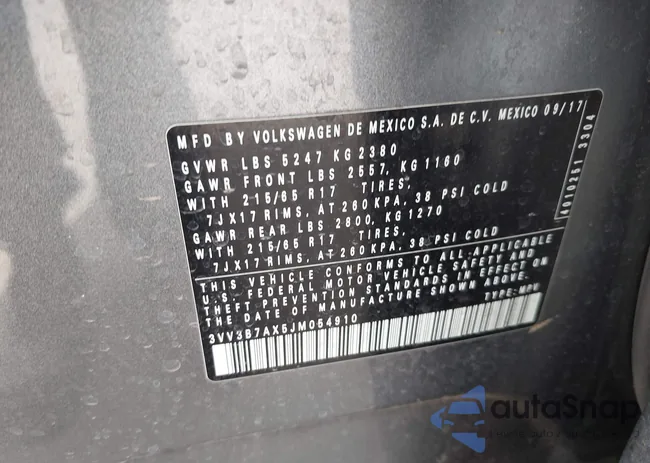 MFD BY VOLKSWAGEN DE MEXICO S.A. DE C.V. MEXICO 09/17
GVWR LBS 5247 KG 2380
GAWR FRONT LBS 2557, KG 1160
WITH 215/65 R17 TIRES,
7JX17 RIMS, AT 260 KPA, 38 PSI COLD
GAWR REAR LBS 2800, KG 1270
WITH 215/65 R17 TIRES,
7JX17 RIMS, AT 260 KPA, 38 PSI COLD
THIS VEHICLE CONFORMS TO ALL APPLICABLE
U.S. FEDERAL MOTOR VEHICLE SAFETY AND
THEFT PREVENTION STANDARDS IN EFFECT ON
THE DATE OF MANUFACTURE SHOWN ABOVE.
3VV3B7AX5JM054910 TYPE: MPV
3304
autoSnap